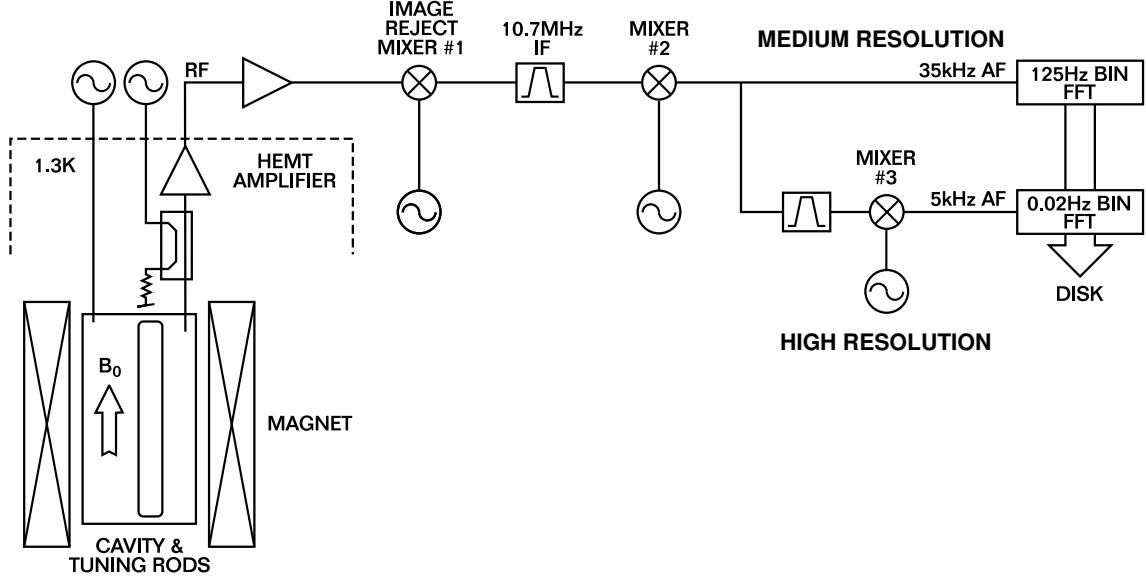 IMAGE
REJECT
MIXER #1
10.7MHz
IF
MIXER
#2
MEDIUM RESOLUTION
RF
35kHz AF
125Hz BIN
FFT
1.3K
HEMT
AMPLIFIER
MIXER
#3
5kHz AF
0.02Hz BIN
FFT
DISK
HIGH RESOLUTION
B0
MAGNET
CAVITY &
TUNING RODS